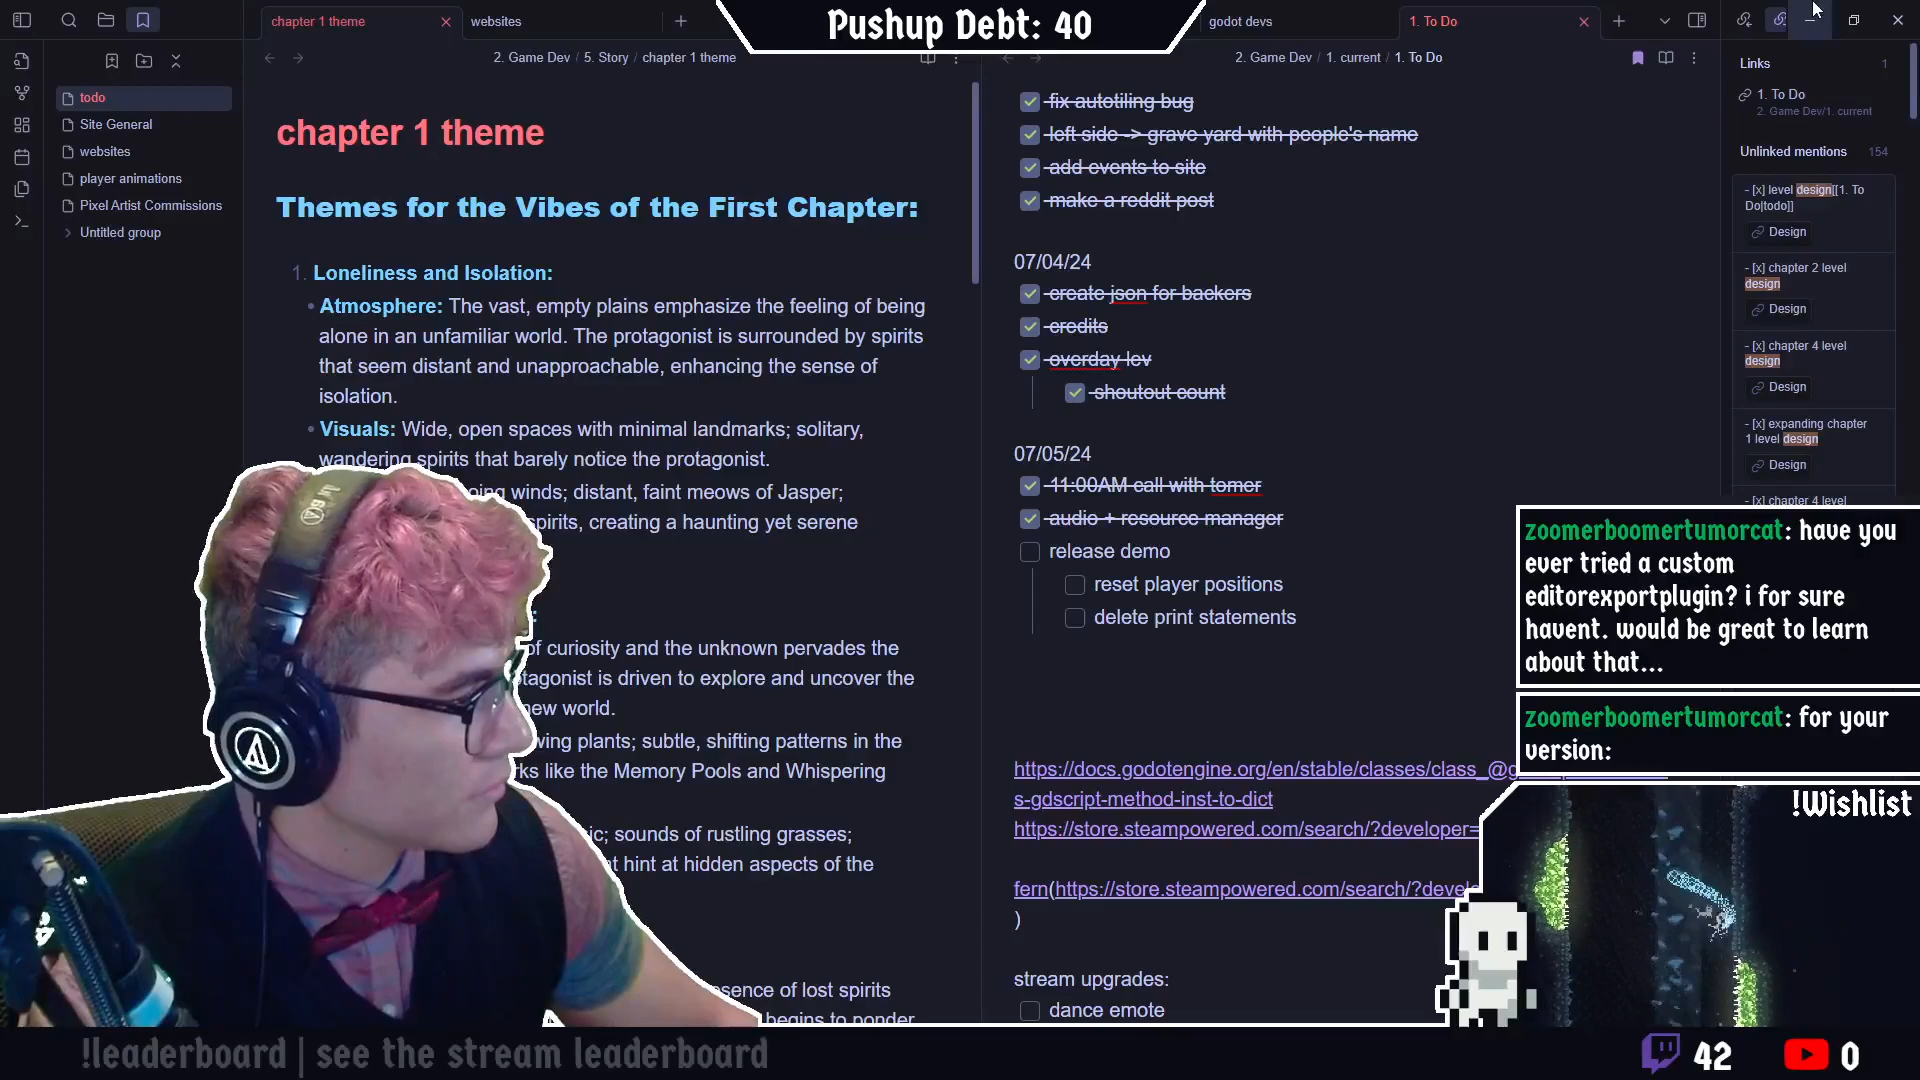 Pushup Debt: 40
chapter 1 theme
websites
godot devs
1. To Do
2. Game Dev / 5. Story / chapter 1 theme
2. Game Dev / 1. current / 1. To Do
todo
Site General
websites
player animations
Pixel Artist Commissions
Untitled group
chapter 1 theme
Themes for the Vibes of the First Chapter:
1. Loneliness and Isolation:
Atmosphere: The vast, empty plains emphasize the feeling of being
alone in an unfamiliar world. The protagonist is surrounded by spirits
that seem distant and unapproachable, enhancing the sense of
isolation.
Visuals: Wide, open spaces with minimal landmarks; solitary,
wandering spirits that barely notice the protagonist.
winds; distant, faint meows of Jasper;
spirits, creating a haunting yet serene
:
of curiosity and the unknown pervades the
tagonist is driven to explore and uncover the
new world.
wing plants; subtle, shifting patterns in the
rks like the Memory Pools and Whispering
ic; sounds of rustling grasses;
t hint at hidden aspects of the
esence of lost spirits
begins to ponder
fix autotiling bug
left side -> grave yard with people's name
add events to site
make a reddit post
07/04/24
create json for backers
credits
overday lev
shoutout count
07/05/24
11:00AM call with tomer
audio + resource manager
release demo
reset player positions
delete print statements
https://docs.godotengine.org/en/stable/classes/class_@g
s-gdscript-method-inst-to-dict
https://store.steampowered.com/search/?developer=
fern(https://store.steampowered.com/search/?devel
)
stream upgrades:
dance emote
Links 1
1. To Do
2. Game Dev/1. current
Unlinked mentions 154
- [x] level design[[1. To
Do|todo]]
Design
- [x] chapter 2 level
design
Design
- [x] chapter 4 level
design
Design
- [x] expanding chapter
1 level design
Design
- [x] chapter 4 level
zoomerboomertumorcat: have you
ever tried a custom
editorexportplugin? i for sure
havent. would be great to learn
about that...
zoomerboomertumorcat: for your
version:
!Wishlist
!leaderboard | see the stream leaderboard
42
0